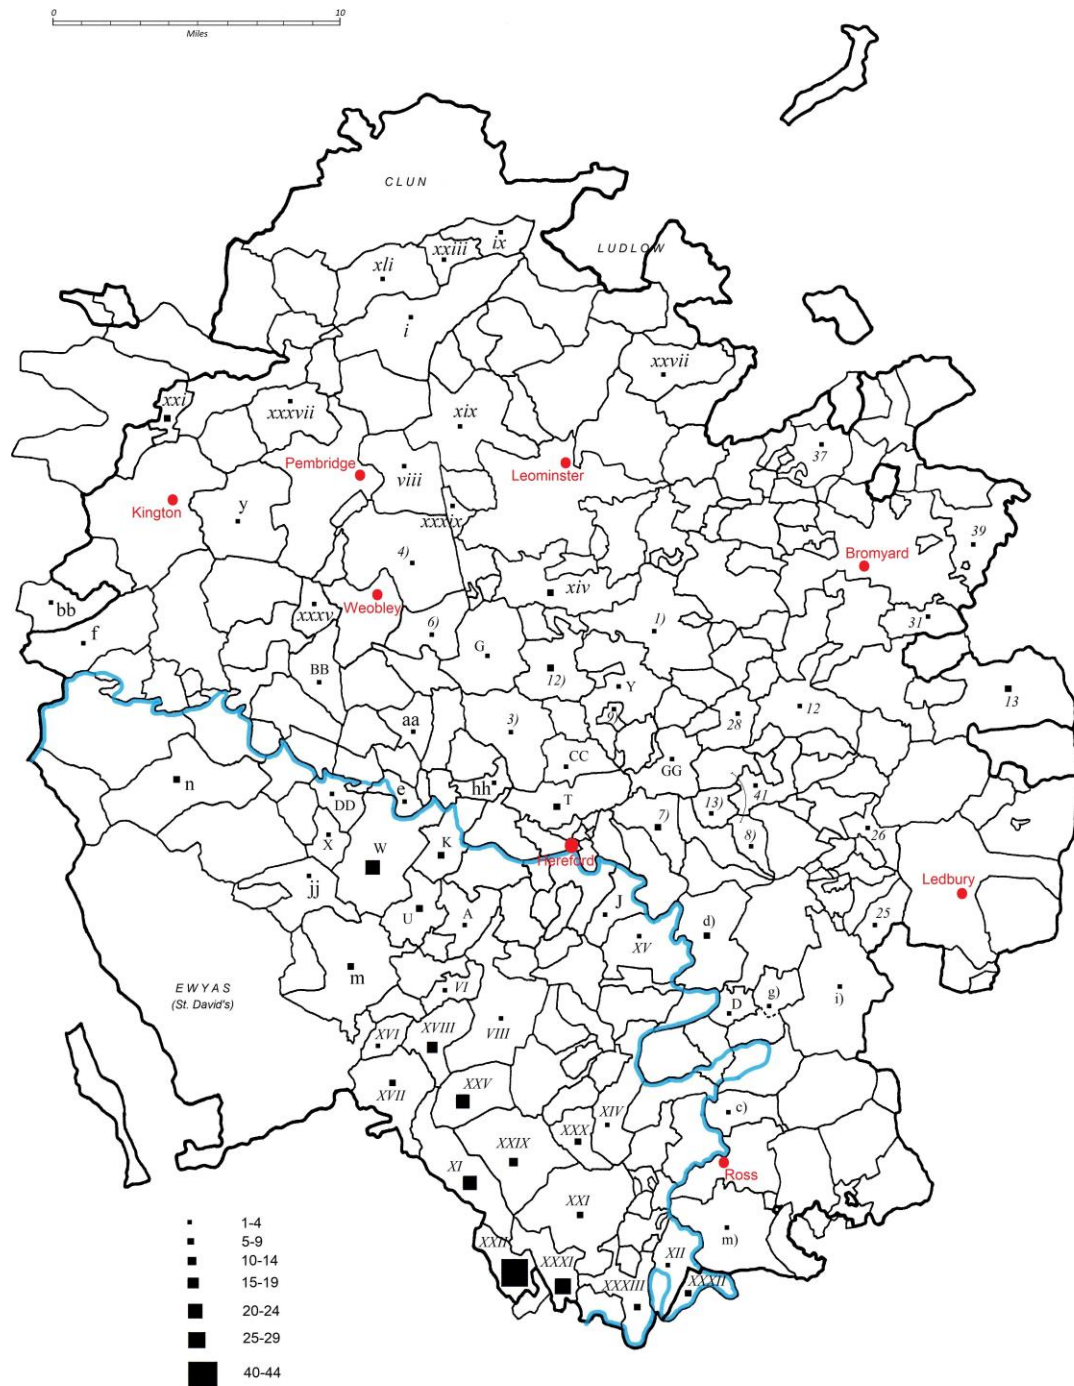 0 10
Miles
CLUN
LUDLOW
ix
xxiii
xli
i
xxvii
xxi
xxxvii
xix
37
Pembridge
viii
Leominster
Kington
y
xxxix
39
4)
Bromyard
bb
xxxv
Weobley
xiv
f
6)
1)
31
G
BB
12)
Y
13
9)
28
12
aa
3)
CC
GG
n
hh
41
DD
e
T
13)
X
K
7)
8)
26
W
Hereford
jj
Ledbury
U
A
J
25
d)
XV
m
EWYAS
(St. David's)
VI
D
g)
i)
XVI
XVIII
VIII
XVII
XXV
XIV
c)
XXX
XXIX
XI
Ross
XXI
m)
XXII
XXXI
XII
XXXIII
XXXII
1-4
5-9
10-14
15-19
20-24
25-29
40-44